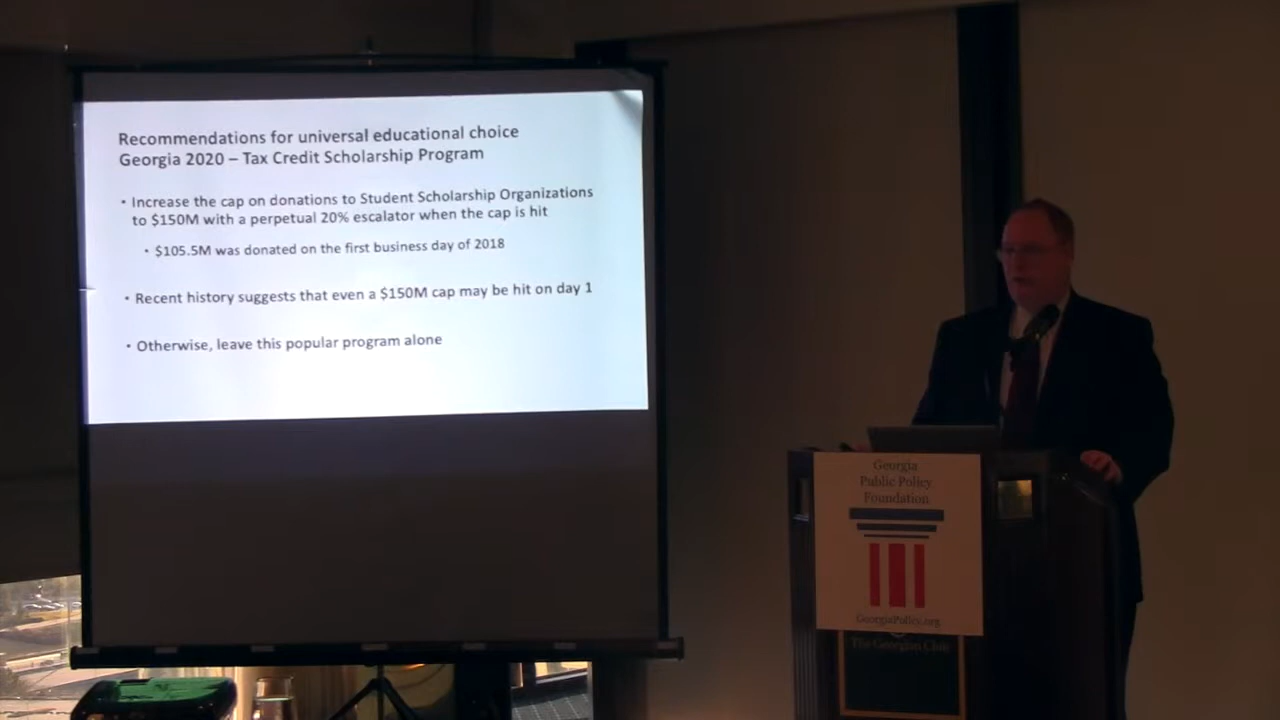 Recommendations for universal educational choice
Georgia 2020 – Tax Credit Scholarship Program
• Increase the cap on donations to Student Scholarship Organizations
to $150M with a perpetual 20% escalator when the cap is hit
• $105.5M was donated on the first business day of 2018
• Recent history suggests that even a $150M cap may be hit on day 1
• Otherwise, leave this popular program alone
Georgia
Public Policy
Foundation
GeorgiaPolicy.org
The Georgian Club